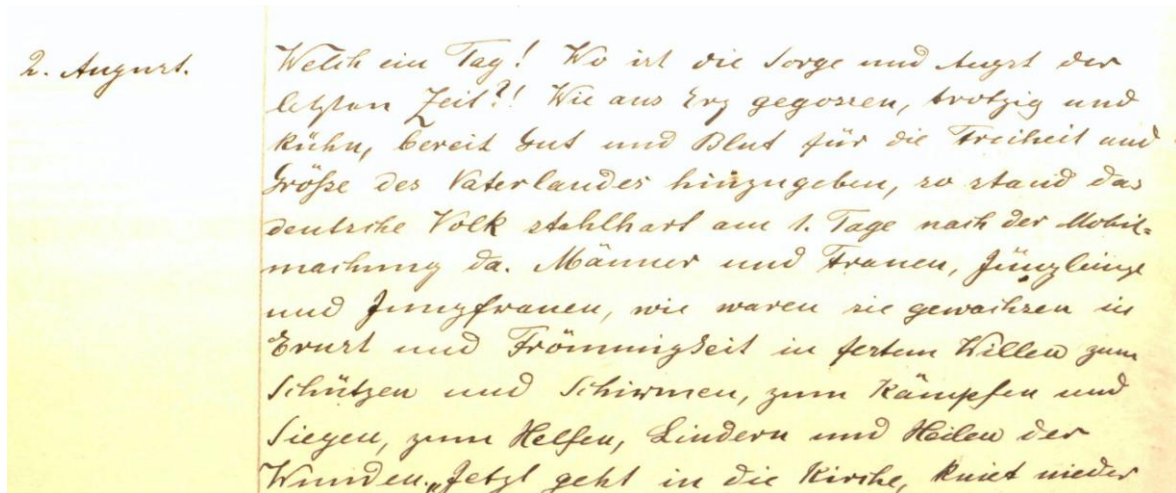 2. August.
Welch ein Tag! Wo ist die Sorge und Angst der
letzten Zeit?! Wie aus Erz gegossen, trotzig und
kühn, bereit Gut und Blut für die Freiheit und
Größe des Vaterlandes hinzugeben, so stand das
deutsche Volk stahlhart am 1. Tage nach der Mobil=
machung da. Männer und Frauen, Jünglinge
und Jungfrauen, wie waren sie gewachsen in
Ernst und Frömmigkeit in festem Willen zum
Schützen und Schirmen, zum Kämpfen und
Siegen, zum Helfen, Lindern und Heilen der
Wunden. „Jetzt geht in die Kirche, kniet nieder